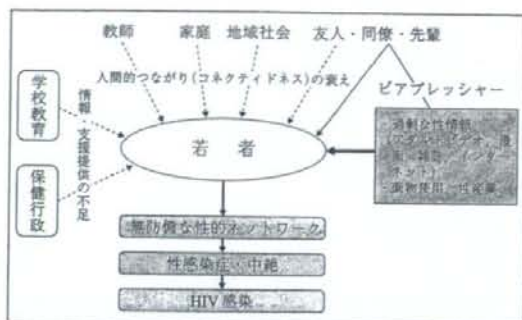 教師 家庭 地域社会 友人・同僚・先輩
人間的つながり(コネクティドネス)の衰え
ピアプレッシャー
学校教育
情報・支援提供の不足
保健行政
若者
過剰な性情報
ネット)
・薬物使用
無防備な性的ネットワーク
性感染症・中絶
HIV感染